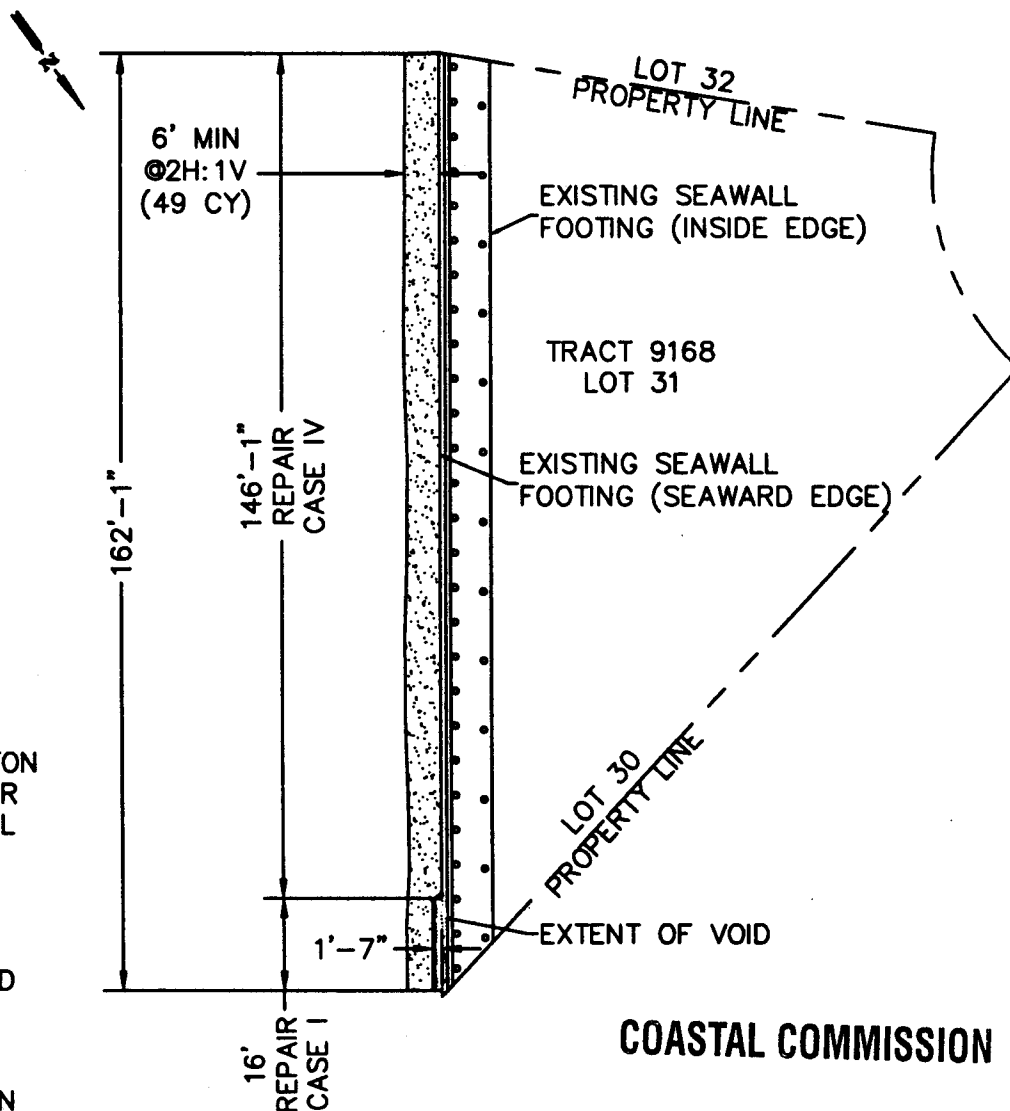 N
6' MIN
@2H:1V
(49 CY)
LOT 32
PROPERTY LINE
EXISTING SEAWALL
FOOTING (INSIDE EDGE)
TRACT 9168
LOT 31
162'-1"
146'-1"
REPAIR
CASE IV
EXISTING SEAWALL
FOOTING (SEAWARD EDGE)
LOT 30
PROPERTY LINE
TON
R
L
EXTENT OF VOID
1'-7"
D
16'
REPAIR
CASE I
COASTAL COMMISSION
N